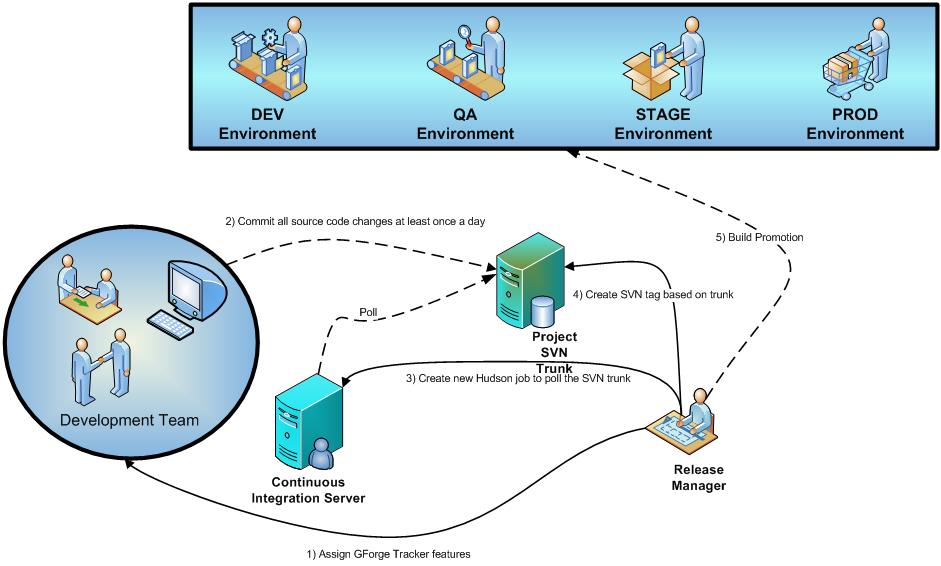 DEV
Environment
QA
Environment
STAGE
Environment
PROD
Environment
2) Commit all source code changes at least once a day
5) Build Promotion
4) Create SVN tag based on trunk
Poll
Project
SVN
Trunk
3) Create new Hudson job to poll the SVN trunk
Development Team
Continuous
Integration Server
Release
Manager
1) Assign GForge Tracker features